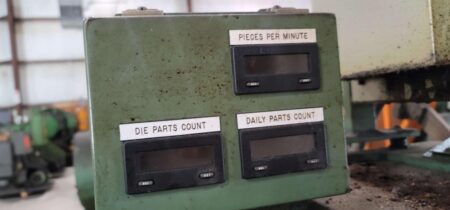 PIECES PER MINUTE
DIE PARTS COUNT
DAILY PARTS COUNT